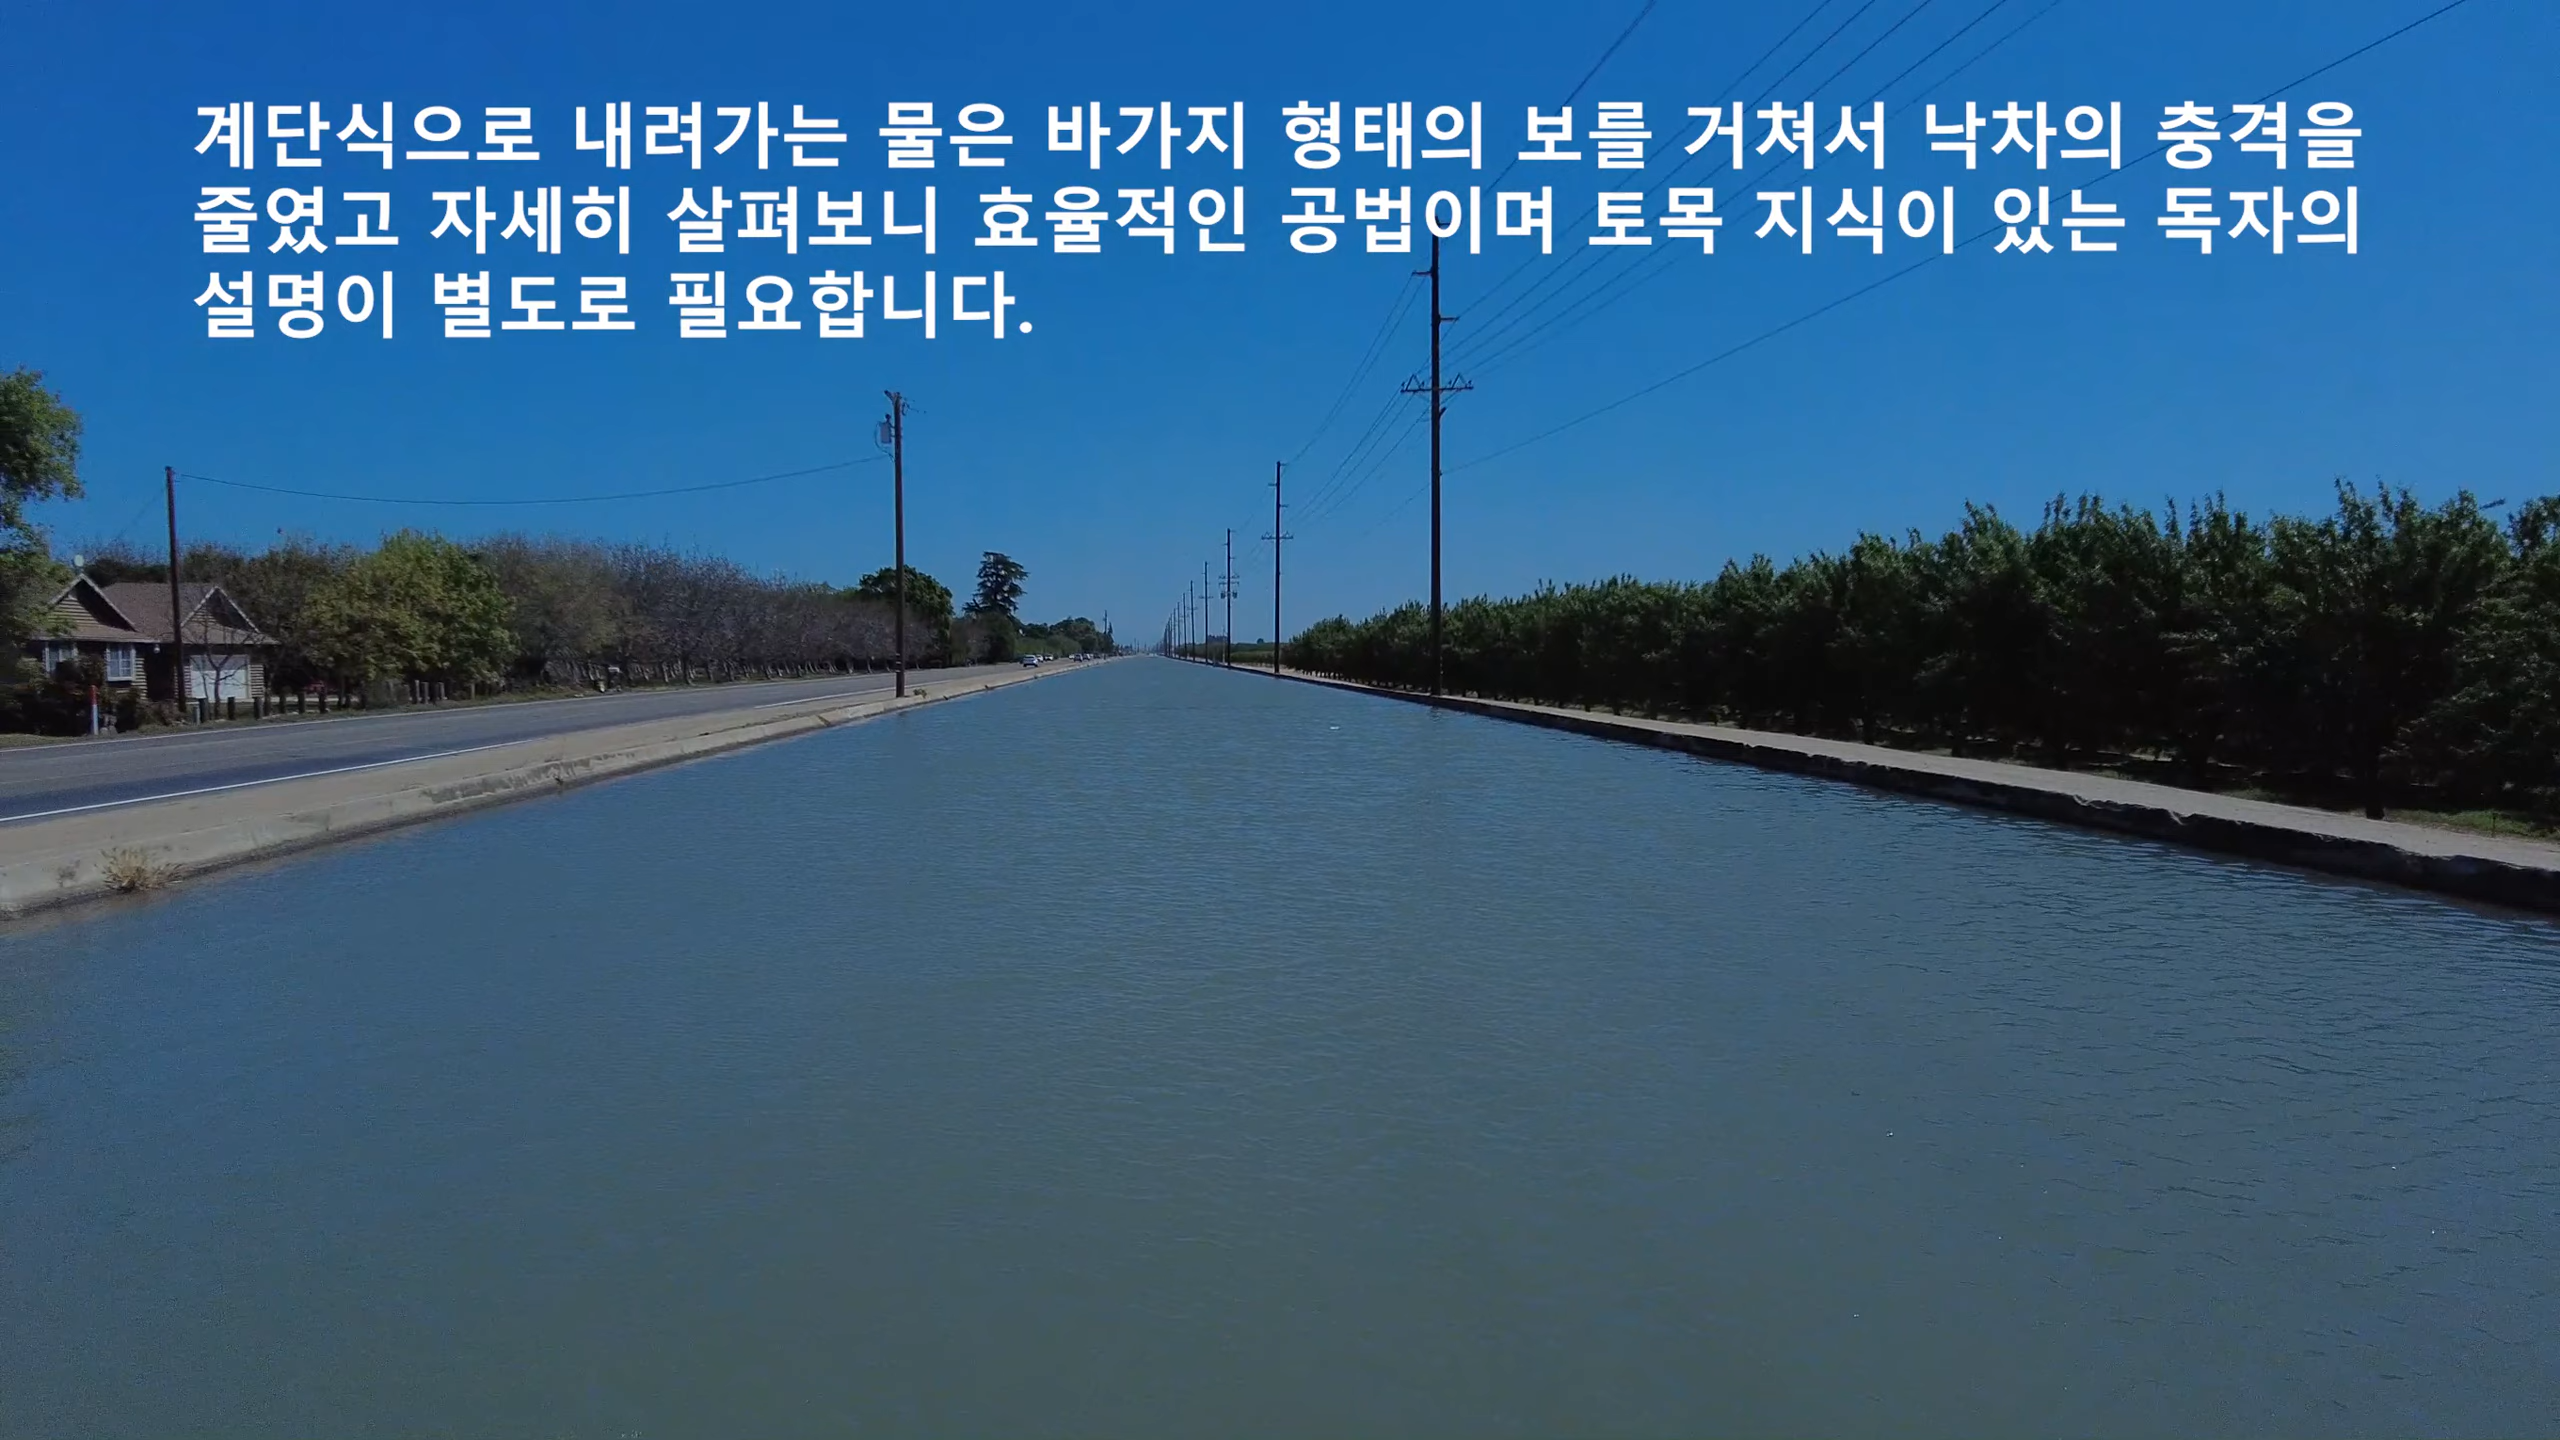 계단식으로 내려가는 물은 바가지 형태의 보를 거쳐서 낙차의 충격을
줄였고 자세히 살펴보니 효율적인 공법이며 토목 지식이 있는 독자의
설명이 별도로 필요합니다.